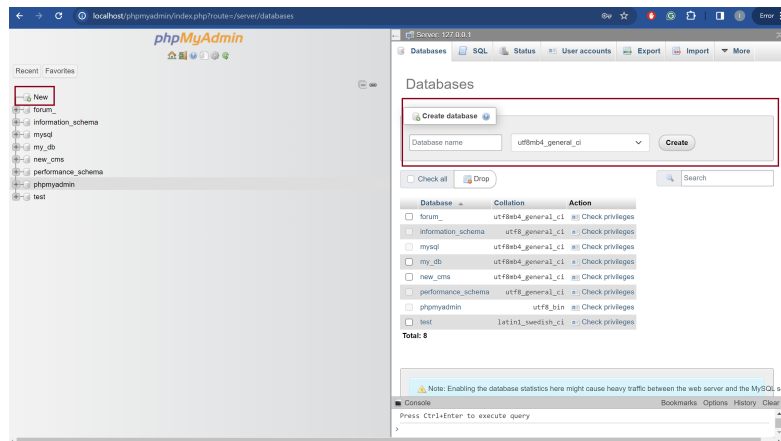 localhost/phpmyadmin/index.php?route=/server/databases
Error
phpMyAdmin
Recent Favorites
New
forum_
information_schema
mysql
my_db
new_cms
performance_schema
phpmyadmin
test
Server: 127.0.0.1
Databases SQL Status User accounts Export Import More
Databases
Create database
Database name utf8mb4_general_ci Create
Check all Drop Search
Database Collation Action
forum_ utf8mb4_general_ci Check privileges
information_schema utf8_general_ci Check privileges
mysql utf8mb4_general_ci Check privileges
my_db utf8mb4_general_ci Check privileges
new_cms utf8mb4_general_ci Check privileges
performance_schema utf8_general_ci Check privileges
phpmyadmin utf8_bin Check privileges
test latin1_swedish_ci Check privileges
Total: 8
Note: Enabling the database statistics here might cause heavy traffic between the web server and the MySQL s
Console Bookmarks Options History Clear
Press Ctrl+Enter to execute query
>